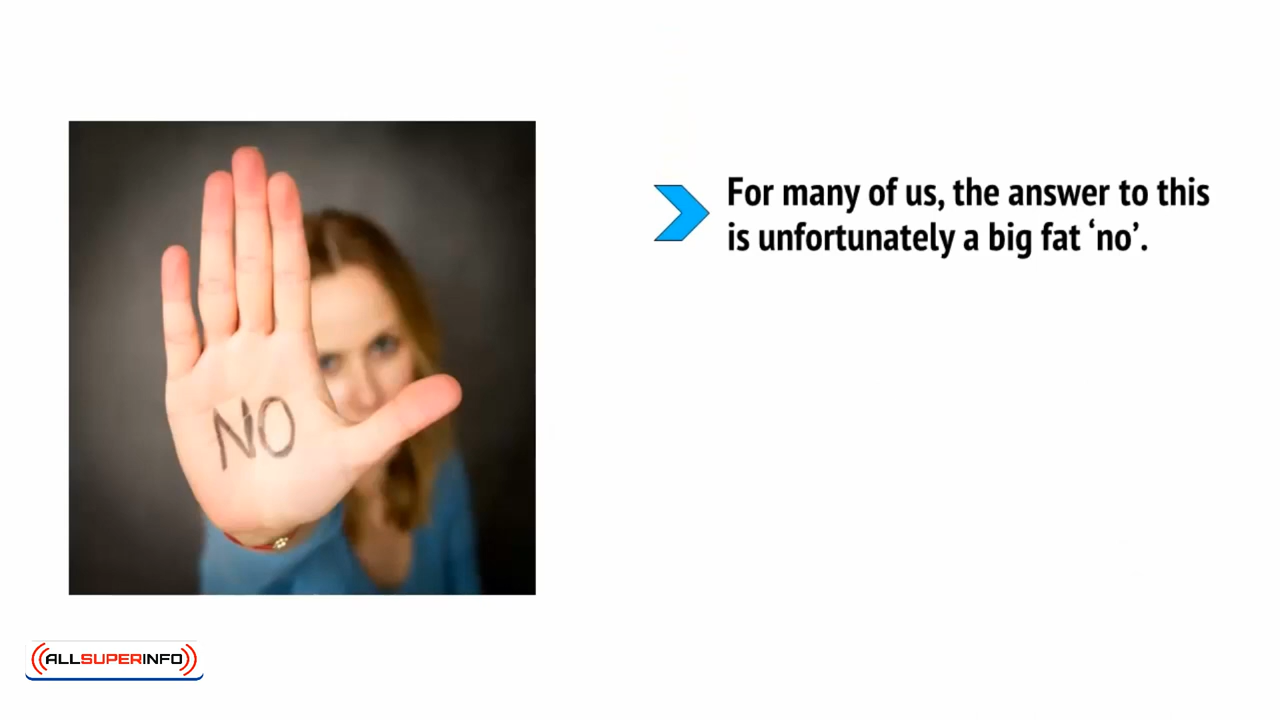 NO
For many of us, the answer to this
is unfortunately a big fat ‘no’.
ALLSUPERINFO